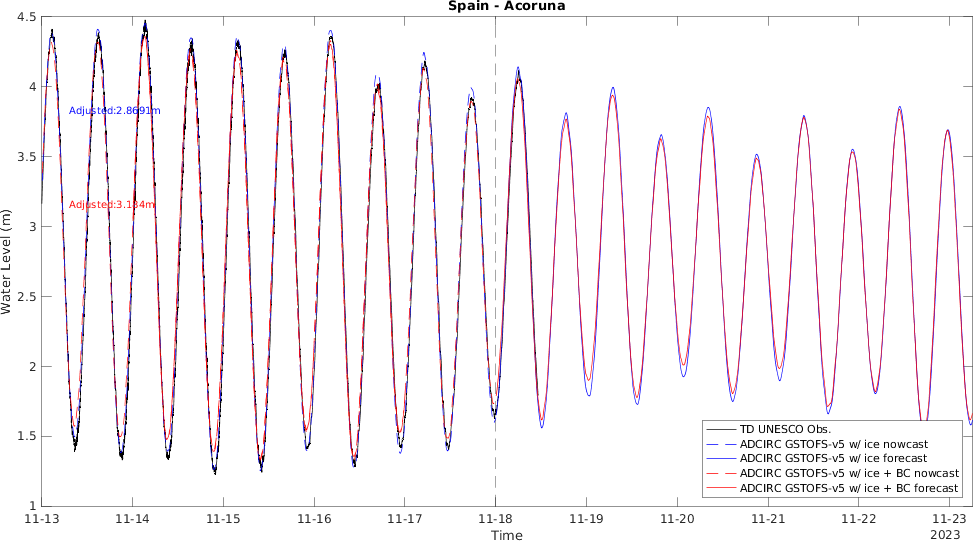 Spain - Acoruna
4.5
4
3.5
3
2.5
2
1.5
1
Water Level (m)
Adjusted:2.8691m
Adjusted:3.184m
TD UNESCO Obs.
ADCIRC GSTOFS-v5 w/ ice nowcast
ADCIRC GSTOFS-v5 w/ ice forecast
ADCIRC GSTOFS-v5 w/ ice + BC nowcast
ADCIRC GSTOFS-v5 w/ ice + BC forecast
11-13 11-14 11-15 11-16 11-17 11-18 11-19 11-20 11-21 11-22 11-23
Time
2023